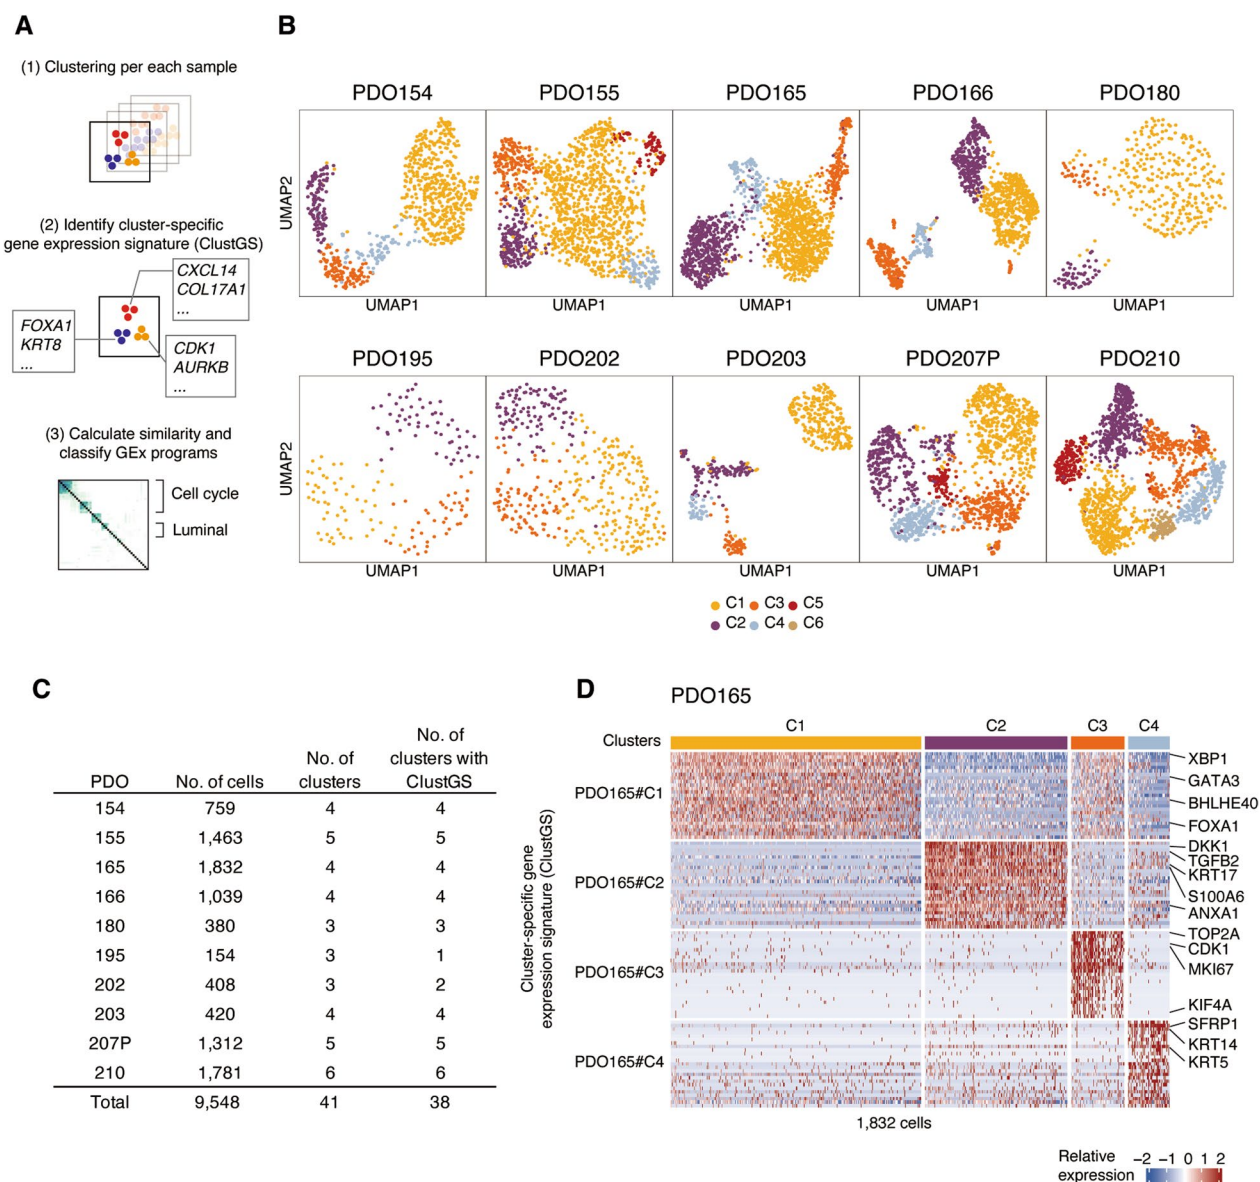 A
(1) Clustering per each sample
(2) Identify cluster-specific
gene expression signature (ClustGS)
CXCL14
COL17A1
...
FOXA1
KRT8
...
CDK1
AURKB
...
(3) Calculate similarity and
classify GEx programs
Cell cycle
Luminal
B
PDO154 PDO155 PDO165 PDO166 PDO180
UMAP2
UMAP1 UMAP1 UMAP1 UMAP1 UMAP1
PDO195 PDO202 PDO203 PDO207P PDO210
UMAP2
UMAP1 UMAP1 UMAP1 UMAP1 UMAP1
C1 C3 C5
C2 C4 C6
C
PDO No. of cells No. of clusters No. of clusters with ClustGS
154 759 4 4
155 1,463 5 5
165 1,832 4 4
166 1,039 4 4
180 380 3 3
195 154 3 1
202 408 3 2
203 420 4 4
207P 1,312 5 5
210 1,781 6 6
Total 9,548 41 38
D
PDO165
Clusters C1 C2 C3 C4
Cluster-specific gene
expression signature (ClustGS)
PDO165#C1
PDO165#C2
PDO165#C3
PDO165#C4
XBP1
GATA3
BHLHE40
FOXA1
DKK1
TGFB2
KRT17
S100A6
ANXA1
TOP2A
CDK1
MKI67
KIF4A
SFRP1
KRT14
KRT5
1,832 cells
Relative
expression
−2 −1 0 1 2